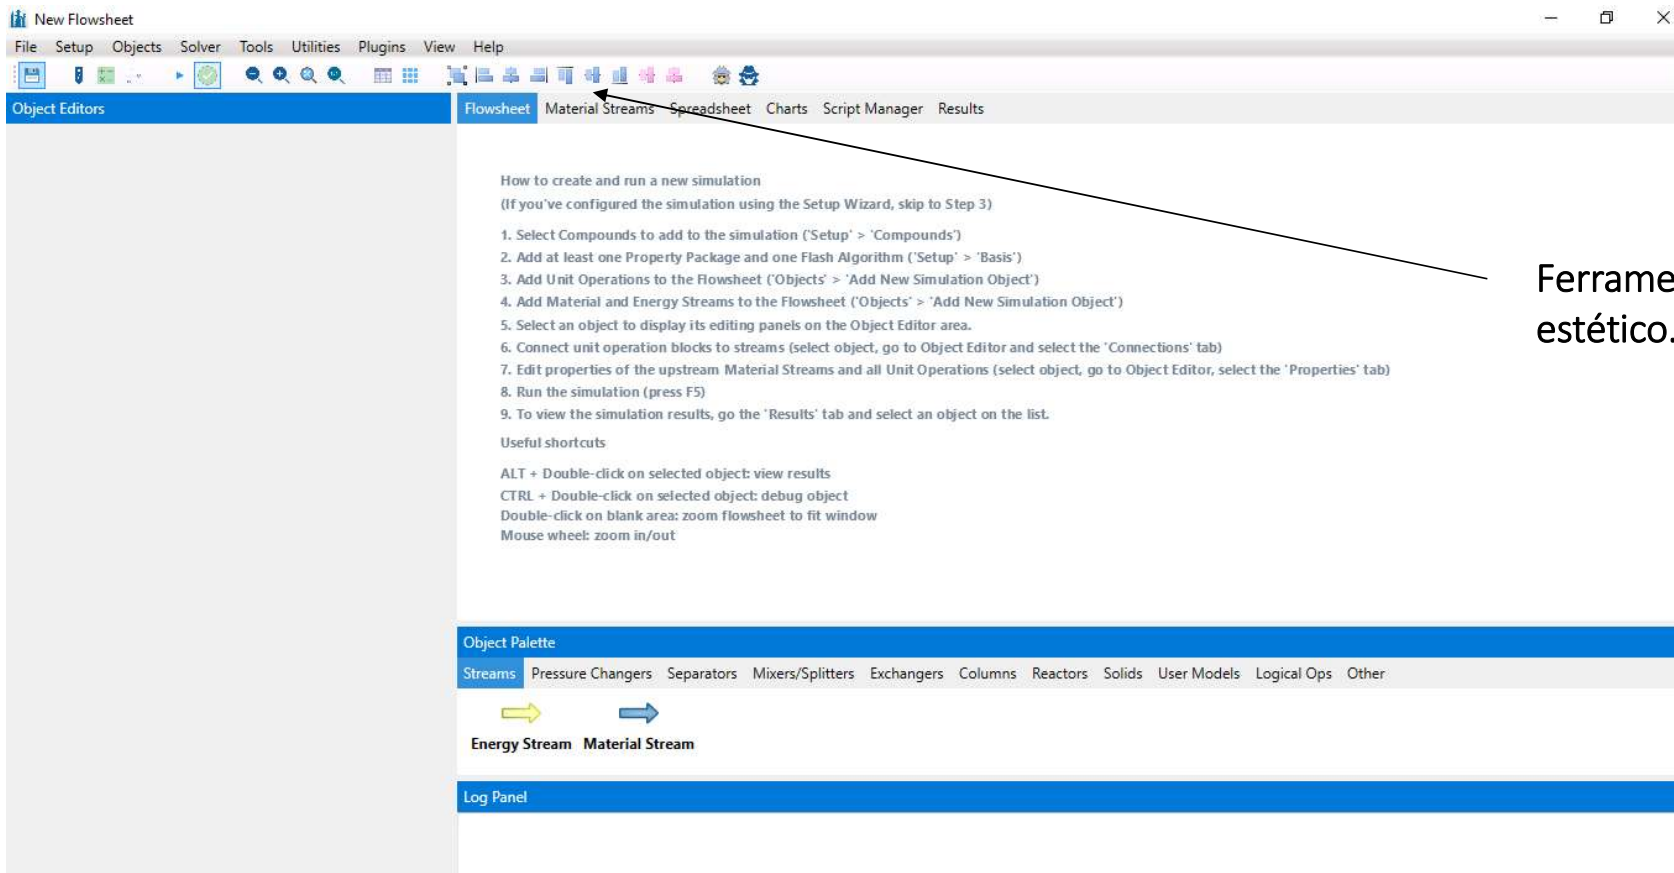 New Flowsheet
File Setup Objects Solver Tools Utilities Plugins View Help
Object Editors
Flowsheet Material Streams Spreadsheet Charts Script Manager Results
How to create and run a new simulation
(If you've configured the simulation using the Setup Wizard, skip to Step 3)
1. Select Compounds to add to the simulation ('Setup' > 'Compounds')
2. Add at least one Property Package and one Flash Algorithm ('Setup' > 'Basis')
3. Add Unit Operations to the Flowsheet ('Objects' > 'Add New Simulation Object')
4. Add Material and Energy Streams to the Flowsheet ('Objects' > 'Add New Simulation Object')
5. Select an object to display its editing panels on the Object Editor area.
6. Connect unit operation blocks to streams (select object, go to Object Editor and select the 'Connections' tab)
7. Edit properties of the upstream Material Streams and all Unit Operations (select object, go to Object Editor, select the 'Properties' tab)
8. Run the simulation (press F5)
9. To view the simulation results, go the 'Results' tab and select an object on the list.
Useful shortcuts
ALT + Double-click on selected object: view results
CTRL + Double-click on selected object: debug object
Double-click on blank area: zoom flowsheet to fit window
Mouse wheel: zoom in/out
Ferrame
estético.
Object Palette
Streams Pressure Changers Separators Mixers/Splitters Exchangers Columns Reactors Solids User Models Logical Ops Other
Energy Stream Material Stream
Log Panel